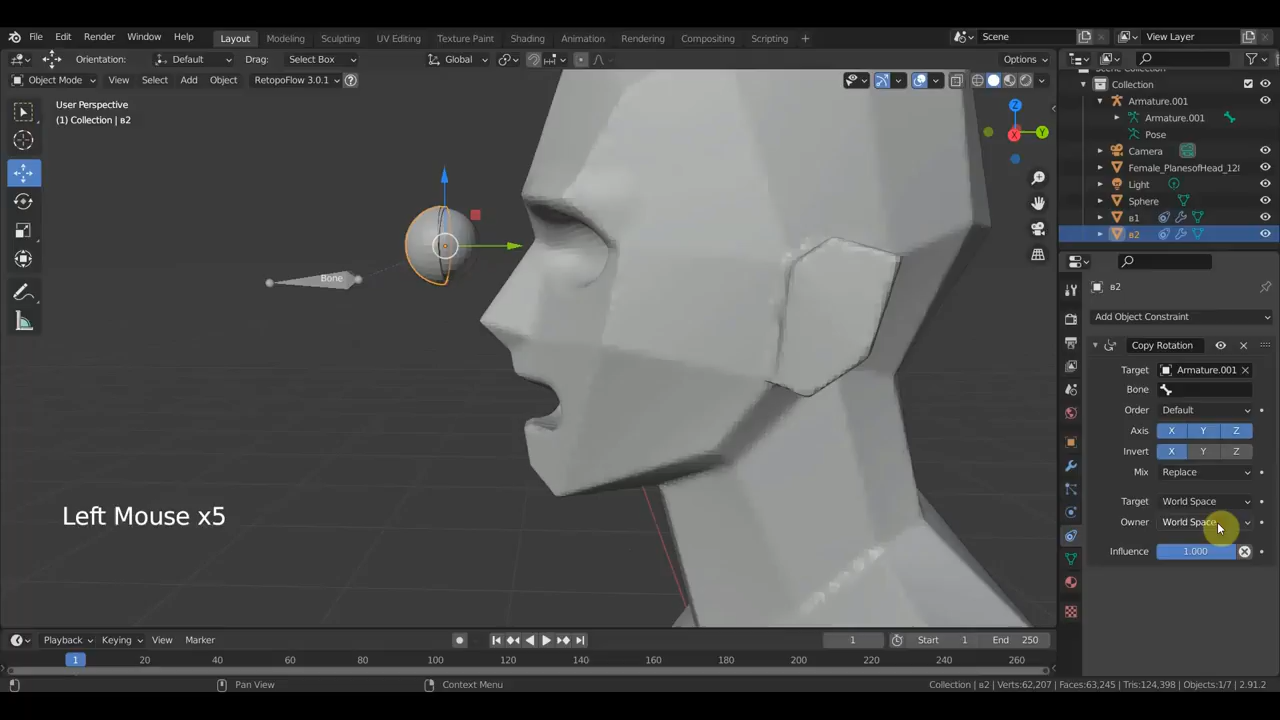 File Edit Render Window Help Layout Modeling Sculpting UV Editing Texture Paint Shading Animation Rendering Compositing Scripting + Scene View Layer
Orientation: Default Drag: Select Box Global Options
Object Mode View Select Add Object RetopoFlow 3.0.1
User Perspective
(1) Collection | в2
Bone
Left Mouse x5
X
Y
Z
Scene Collection
Collection
Armature.001
Armature.001
Pose
Camera
Female_PlanesofHead_12
Light
Sphere
в1
в2
в2
Add Object Constraint
Copy Rotation
Target Armature.001
Bone
Order Default
Axis X Y Z
Invert X Y Z
Mix Replace
Target World Space
Owner World Space
Influence 1.000
Playback Keying View Marker 1 Start 1 End 250
1 20 40 60 80 100 120 140 160 180 200 220 240 260
Pan View Context Menu Collection | в2 | Verts:62,207 | Faces:63,245 | Tris:124,398 | Objects:1/7 | 2.91.2